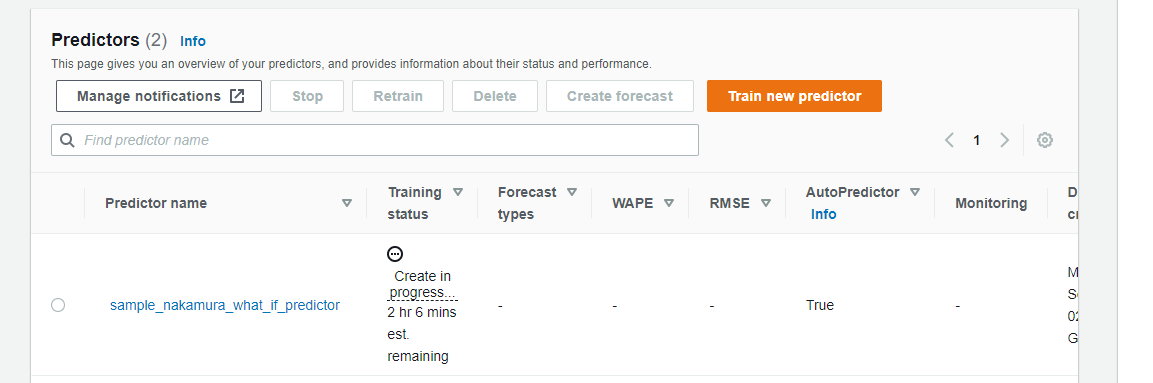 Predictors (2) Info
This page gives you an overview of your predictors, and provides information about their status and performance.
Manage notifications Stop Retrain Delete Create forecast Train new predictor
Find predictor name
1
Predictor name
Training
status
Forecast
types
WAPE
RMSE
AutoPredictor
Info
Monitoring
sample_nakamura_what_if_predictor
Create in
progress...
2 hr 6 mins
est.
remaining
-
-
-
True
-